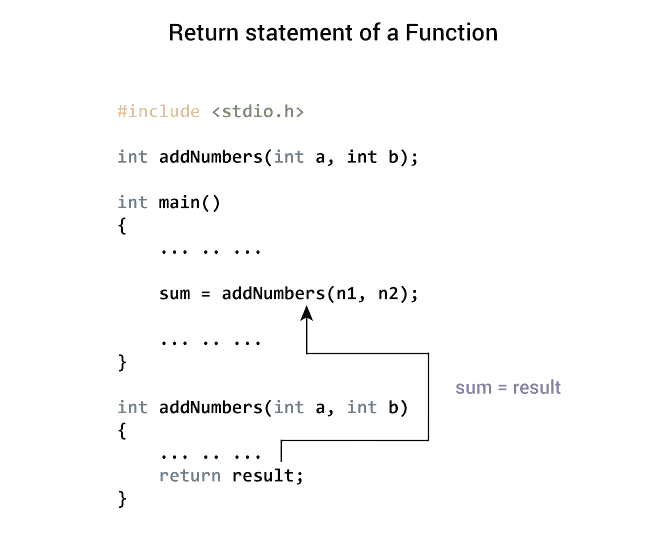 Return statement of a Function
#include <stdio.h>
int addNumbers(int a, int b);
int main()
{
... .. ...
sum = addNumbers(n1, n2);
... .. ...
}
sum = result
int addNumbers(int a, int b)
{
... .. ...
return result;
}